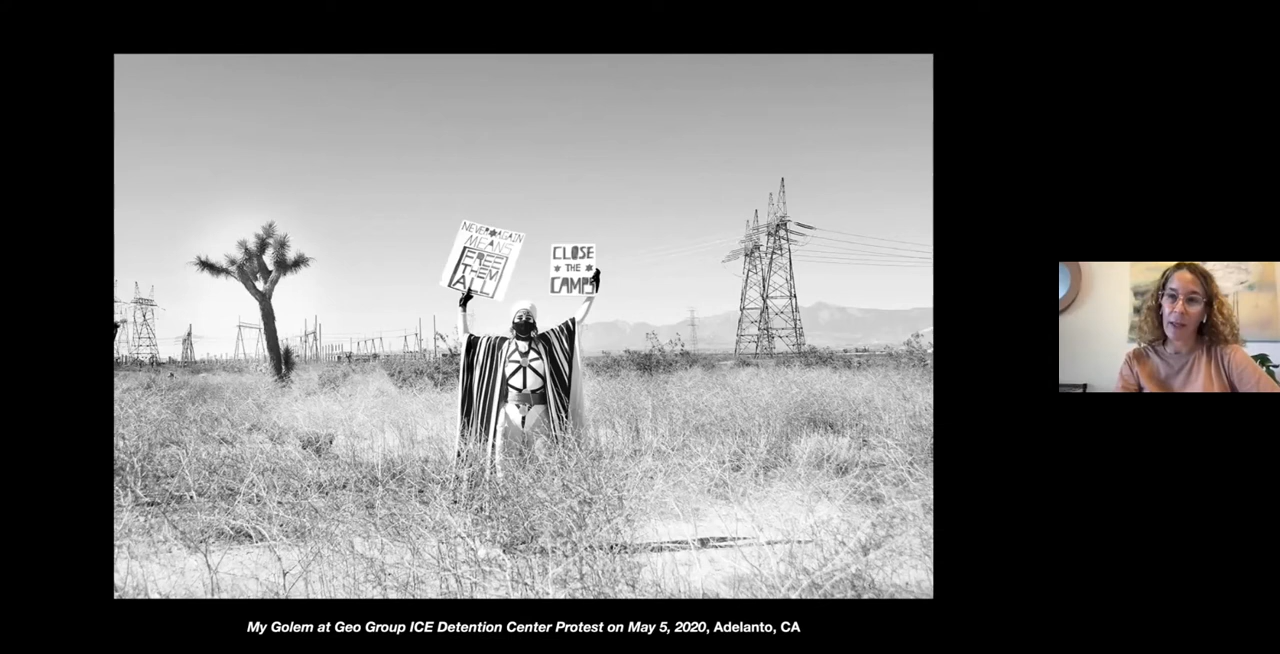 NEVER AGAIN
MEANS
FREE
THEM
ALL
CLOSE
THE
CAMPS
My Golem at Geo Group ICE Detention Center Protest on May 5, 2020, Adelanto, CA